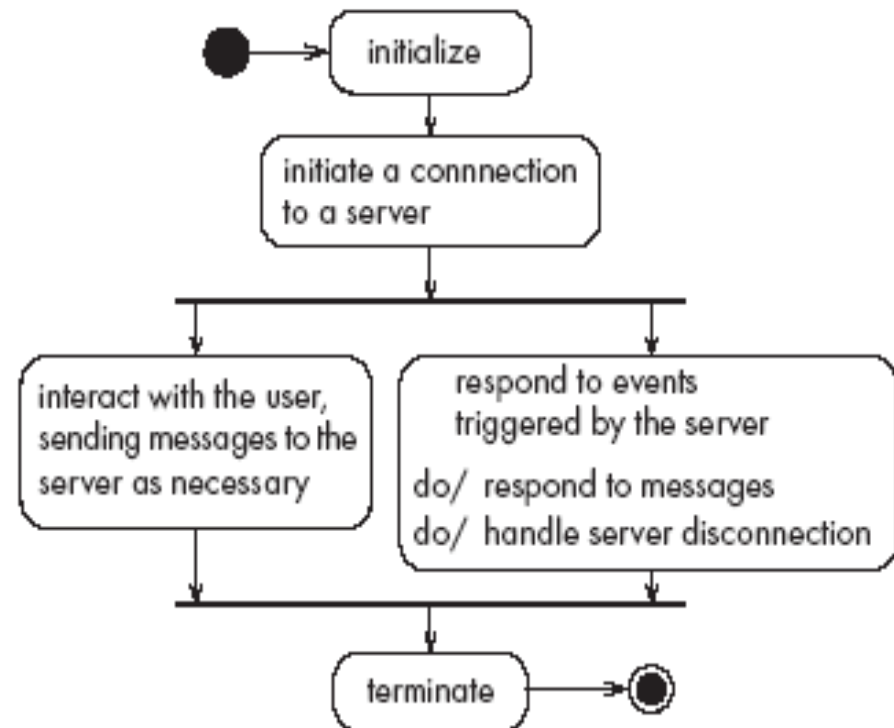 initialize
initiate a connnection
to a server
interact with the user,
sending messages to the
server as necessary
respond to events
triggered by the server
do/ respond to messages
do/ handle server disconnection
terminate